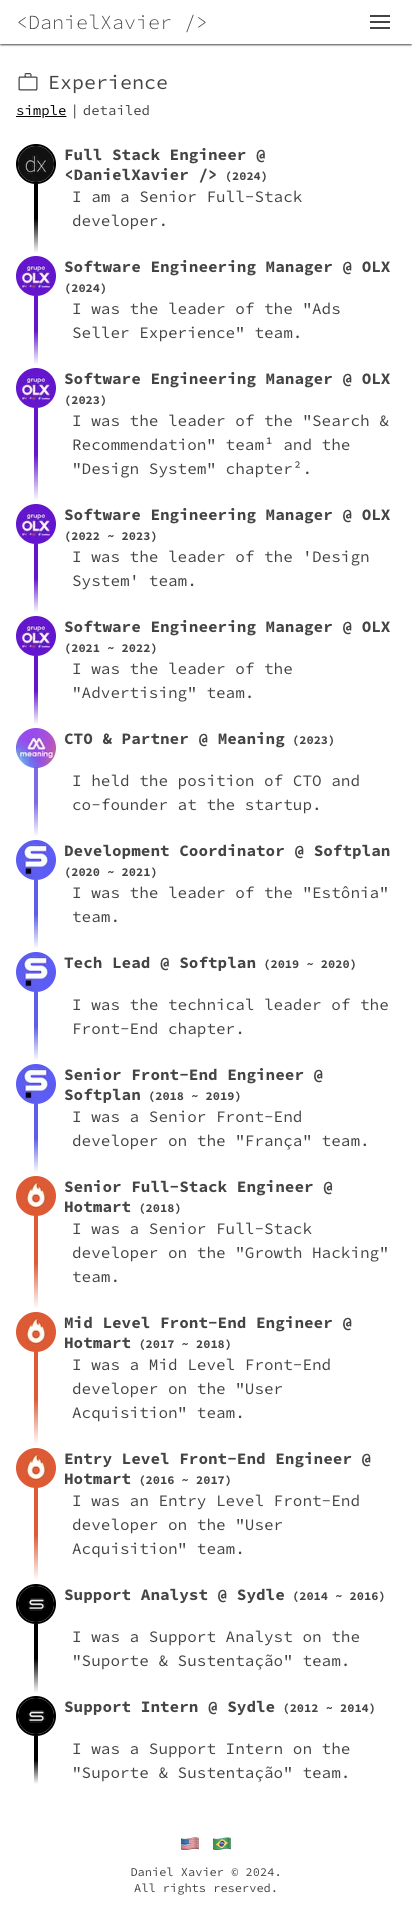 <DanielXavier />
Experience
simple | detailed
dx
Full Stack Engineer @
<DanielXavier /> (2024)
I am a Senior Full-Stack
developer.
grupo
OLX
Software Engineering Manager @ OLX
(2024)
I was the leader of the "Ads
Seller Experience" team.
grupo
OLX
Software Engineering Manager @ OLX
(2023)
I was the leader of the "Search &
Recommendation" team¹ and the
"Design System" chapter².
grupo
OLX
Software Engineering Manager @ OLX
(2022 ~ 2023)
I was the leader of the 'Design
System' team.
grupo
OLX
Software Engineering Manager @ OLX
(2021 ~ 2022)
I was the leader of the
"Advertising" team.
meaning
CTO & Partner @ Meaning (2023)
I held the position of CTO and
co-founder at the startup.
Development Coordinator @ Softplan
(2020 ~ 2021)
I was the leader of the "Estônia"
team.
Tech Lead @ Softplan (2019 ~ 2020)
I was the technical leader of the
Front-End chapter.
Senior Front-End Engineer @
Softplan (2018 ~ 2019)
I was a Senior Front-End
developer on the "França" team.
Senior Full-Stack Engineer @
Hotmart (2018)
I was a Senior Full-Stack
developer on the "Growth Hacking"
team.
Mid Level Front-End Engineer @
Hotmart (2017 ~ 2018)
I was a Mid Level Front-End
developer on the "User
Acquisition" team.
Entry Level Front-End Engineer @
Hotmart (2016 ~ 2017)
I was an Entry Level Front-End
developer on the "User
Acquisition" team.
Support Analyst @ Sydle (2014 ~ 2016)
I was a Support Analyst on the
"Suporte & Sustentação" team.
Support Intern @ Sydle (2012 ~ 2014)
I was a Support Intern on the
"Suporte & Sustentação" team.
Daniel Xavier © 2024.
All rights reserved.